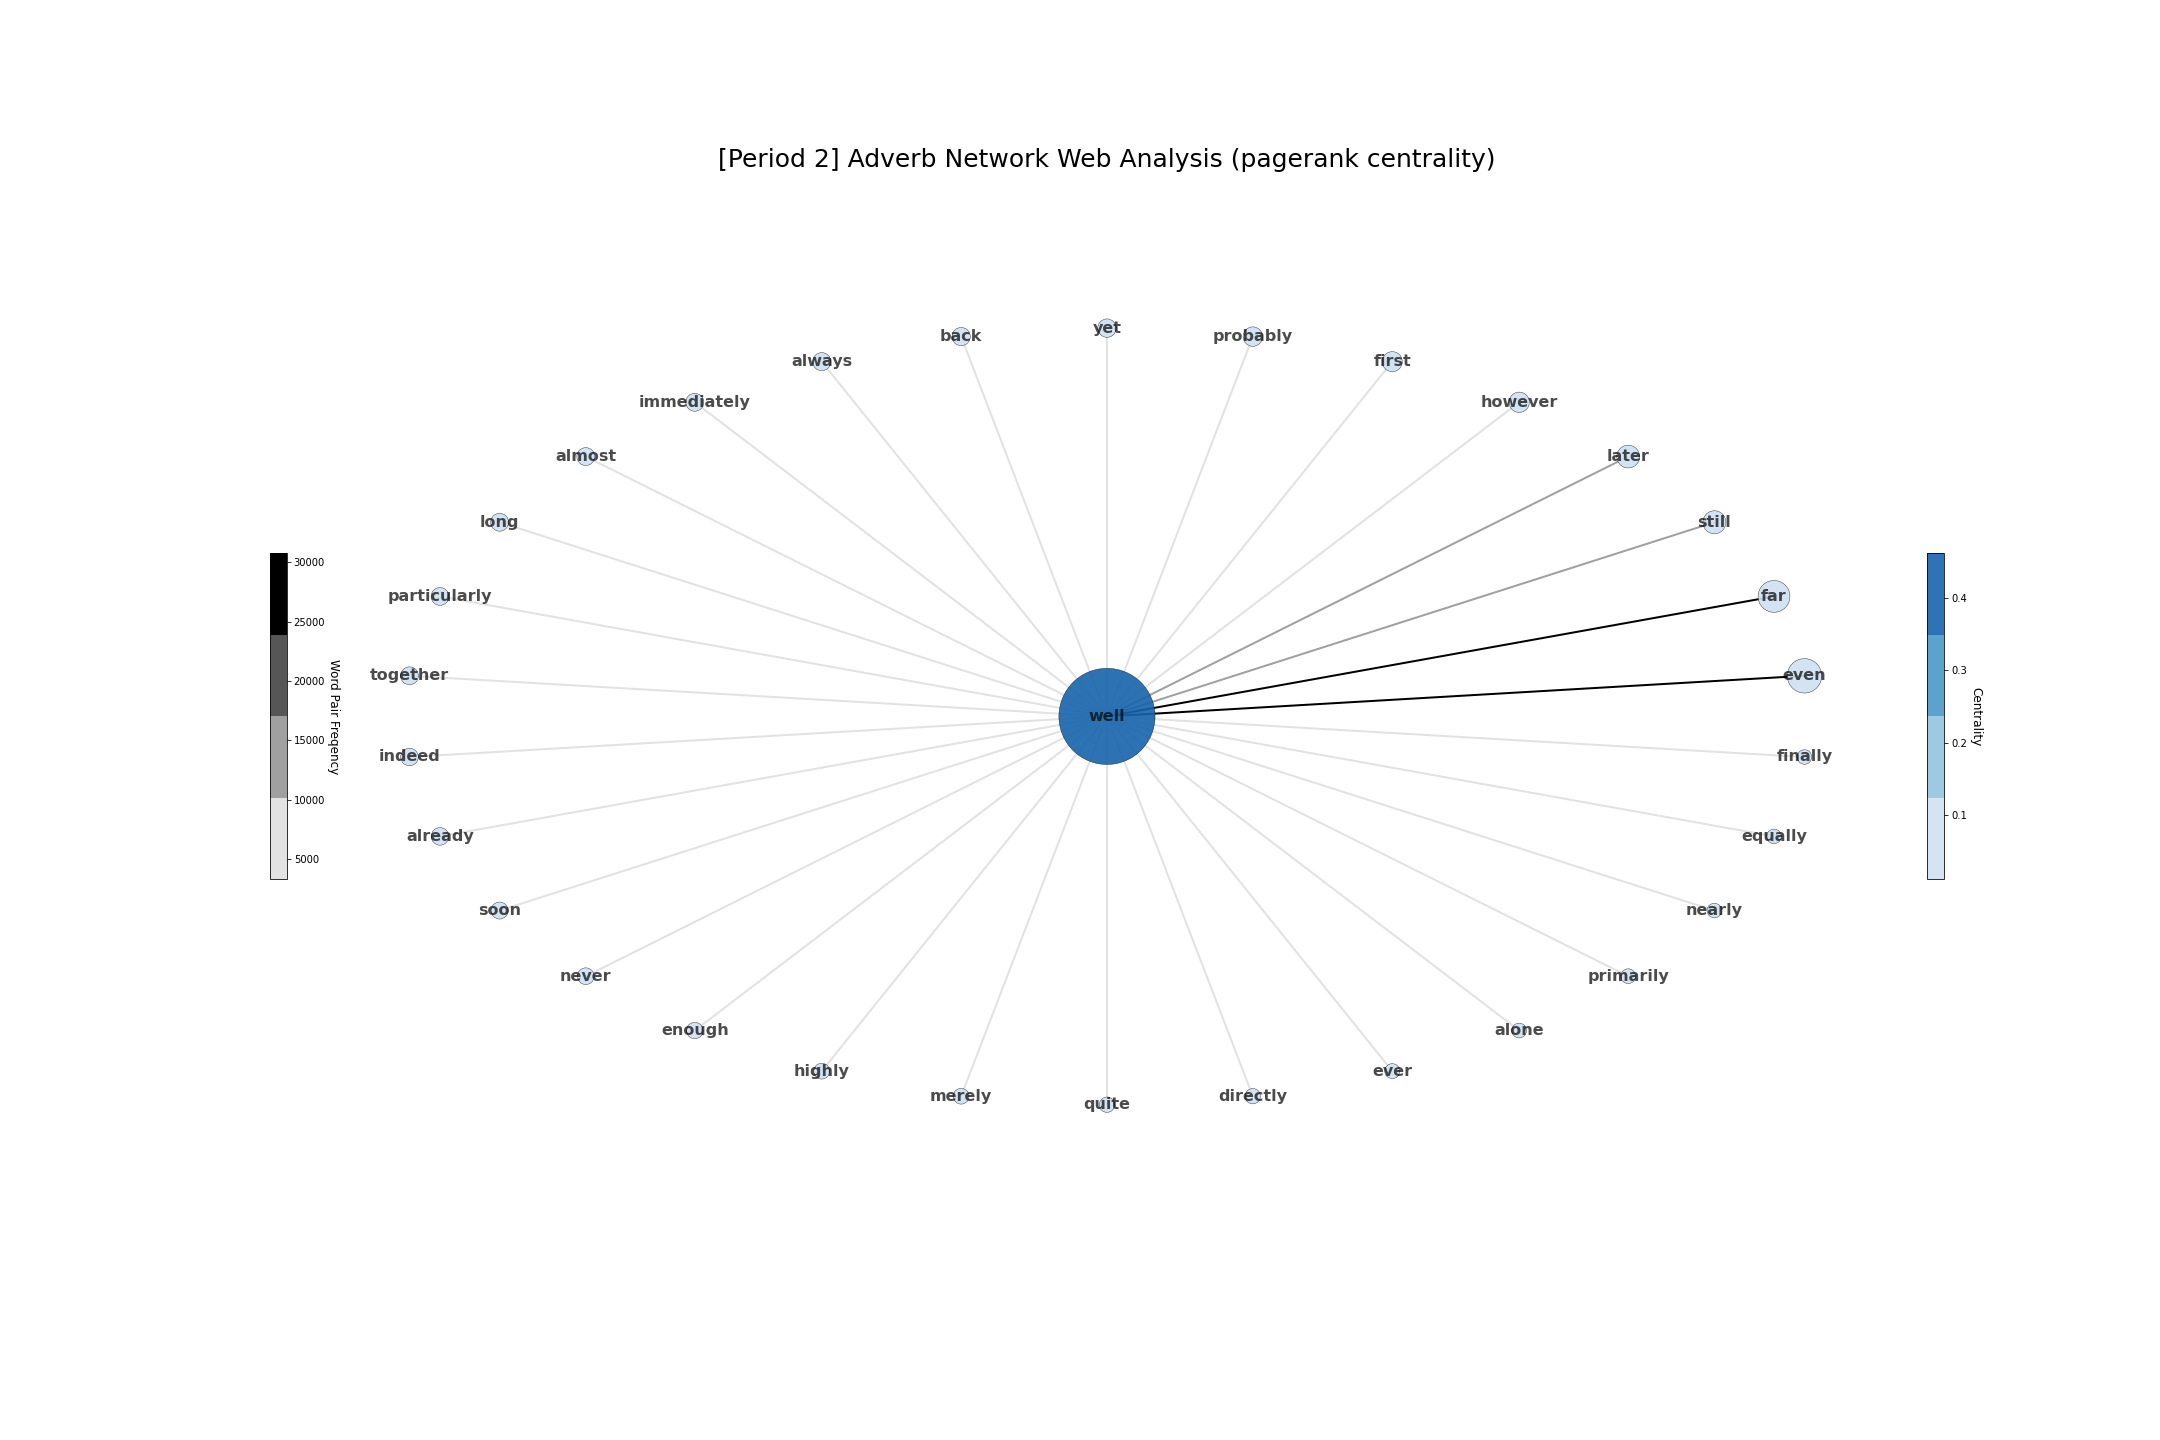 [Period 2] Adverb Network Web Analysis (pagerank centrality)
yet
back
probably
always
first
immediately
however
almost
later
long
still
particularly
far
together
even
well
indeed
finally
already
equally
soon
nearly
never
primarily
enough
alone
highly
ever
merely
directly
quite
30000
25000
20000
15000
10000
5000
Word Pair Freqency
0.4
0.3
0.2
0.1
Centrality